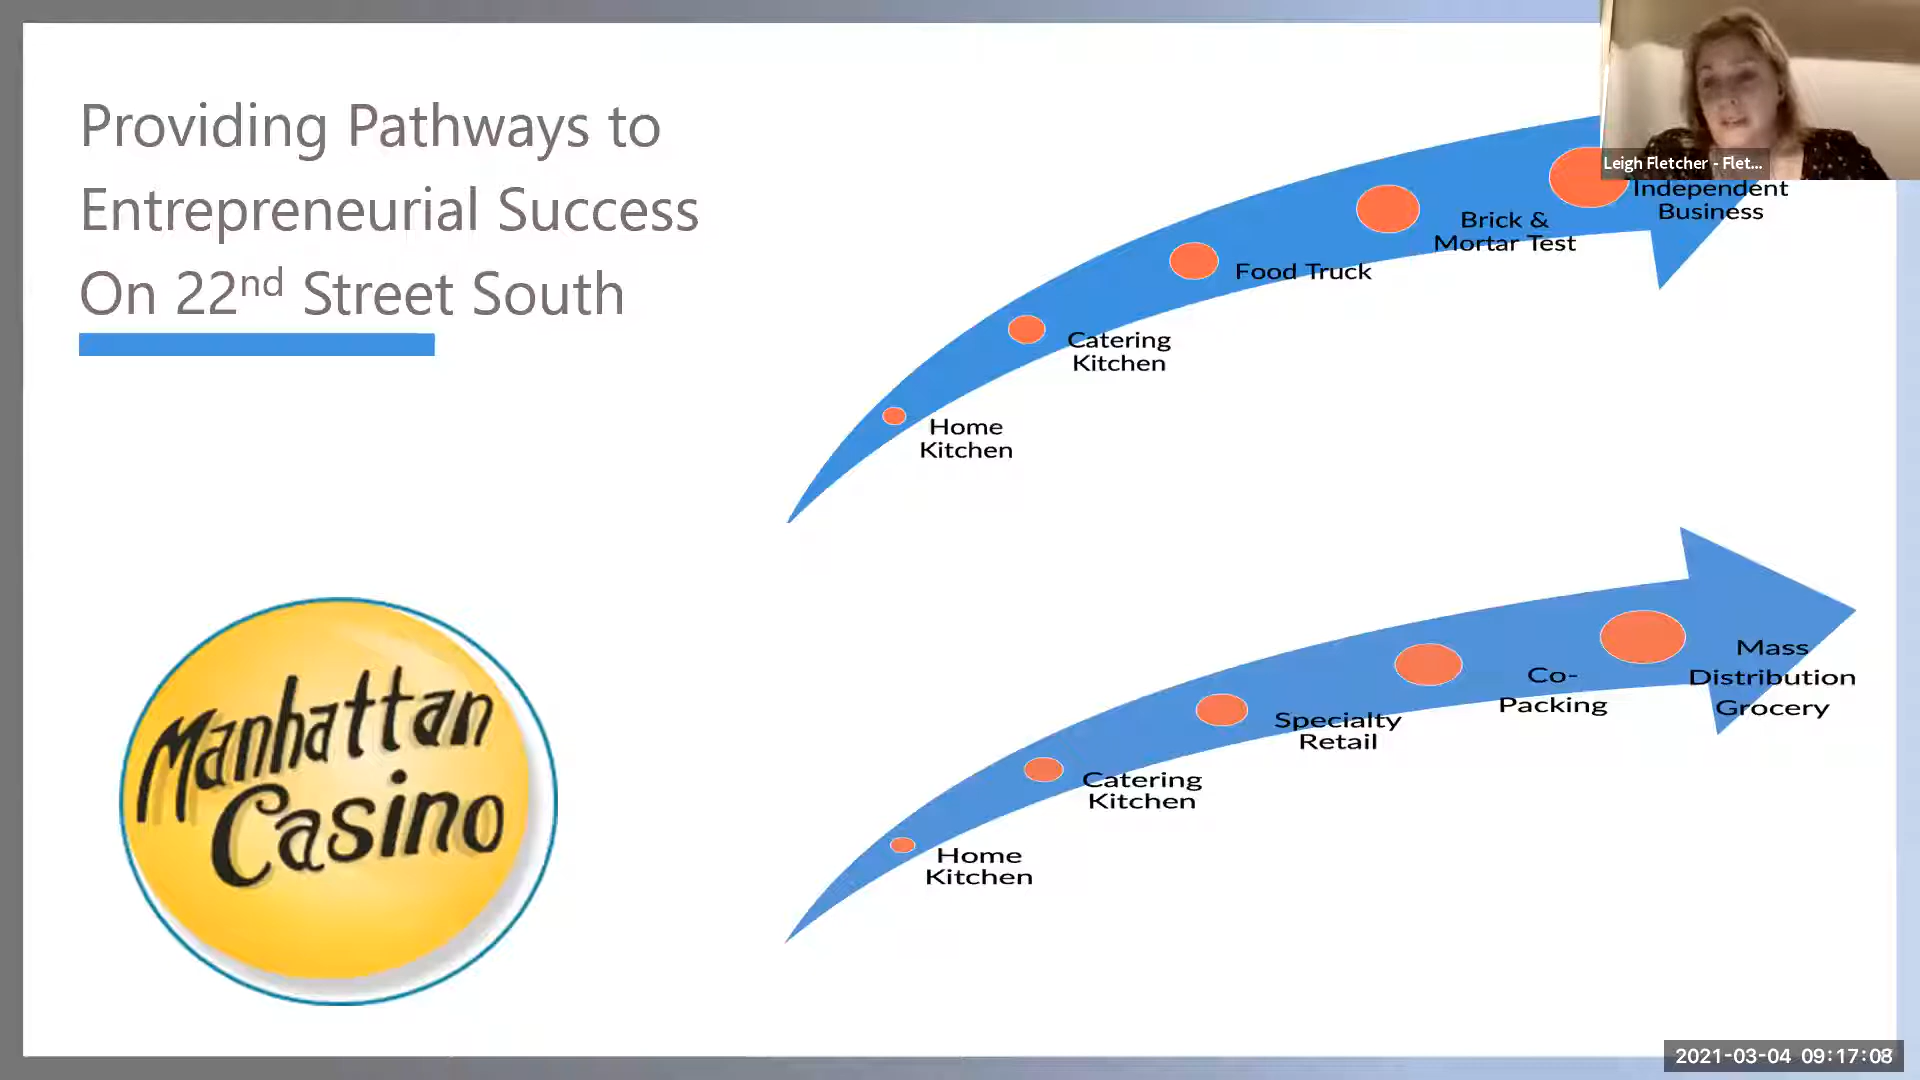 Providing Pathways to
Entrepreneurial Success
On 22nd Street South
Leigh Fletcher - Flet...
Independent
Business
Brick &
Mortar Test
Food Truck
Catering
Kitchen
Home
Kitchen
Manhattan
Casino
Mass
Distribution
Grocery
Co-
Packing
Specialty
Retail
Catering
Kitchen
Home
Kitchen
2021-03-04 09:17:08